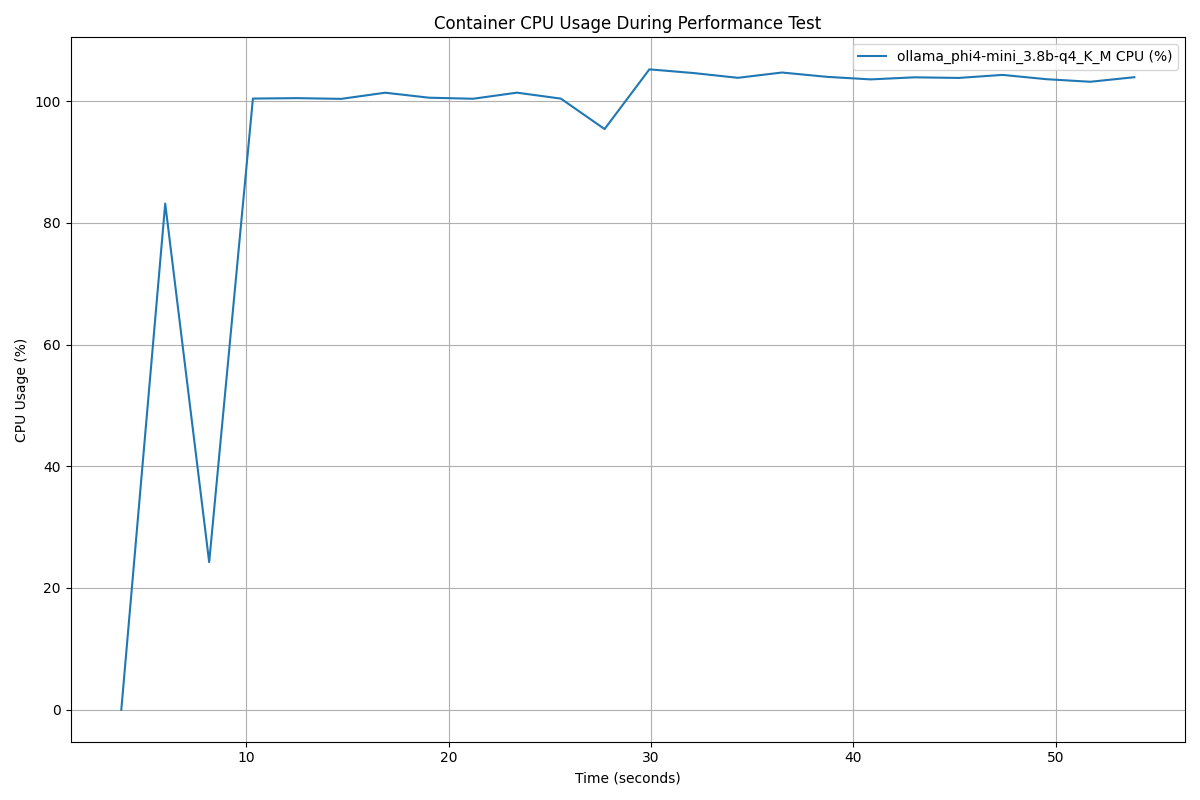 Container CPU Usage During Performance Test
ollama_phi4-mini_3.8b-q4_K_M CPU (%)
CPU Usage (%)
100
80
60
40
20
0
10 20 30 40 50
Time (seconds)